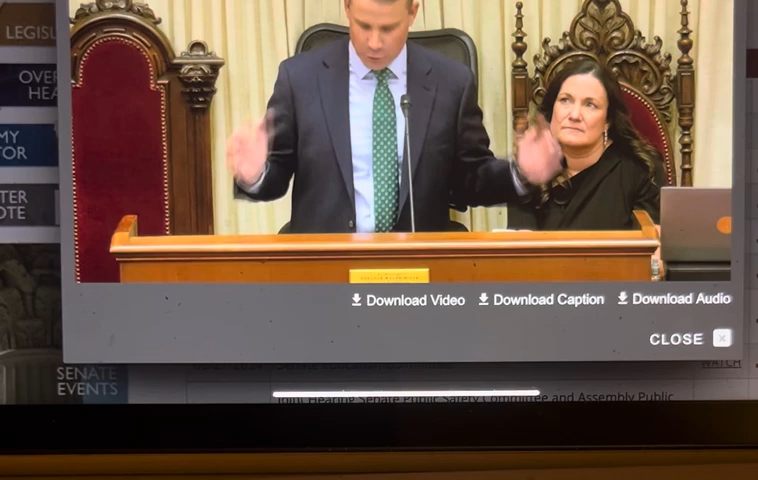 LEGISL
OVER
HEA
MY
TOR
TER
OTE
Download Video Download Caption Download Audio
CLOSE x
SENATE
EVENTS
WATCH
Joint Hearing Senate Public Safety Committee and Assembly Public